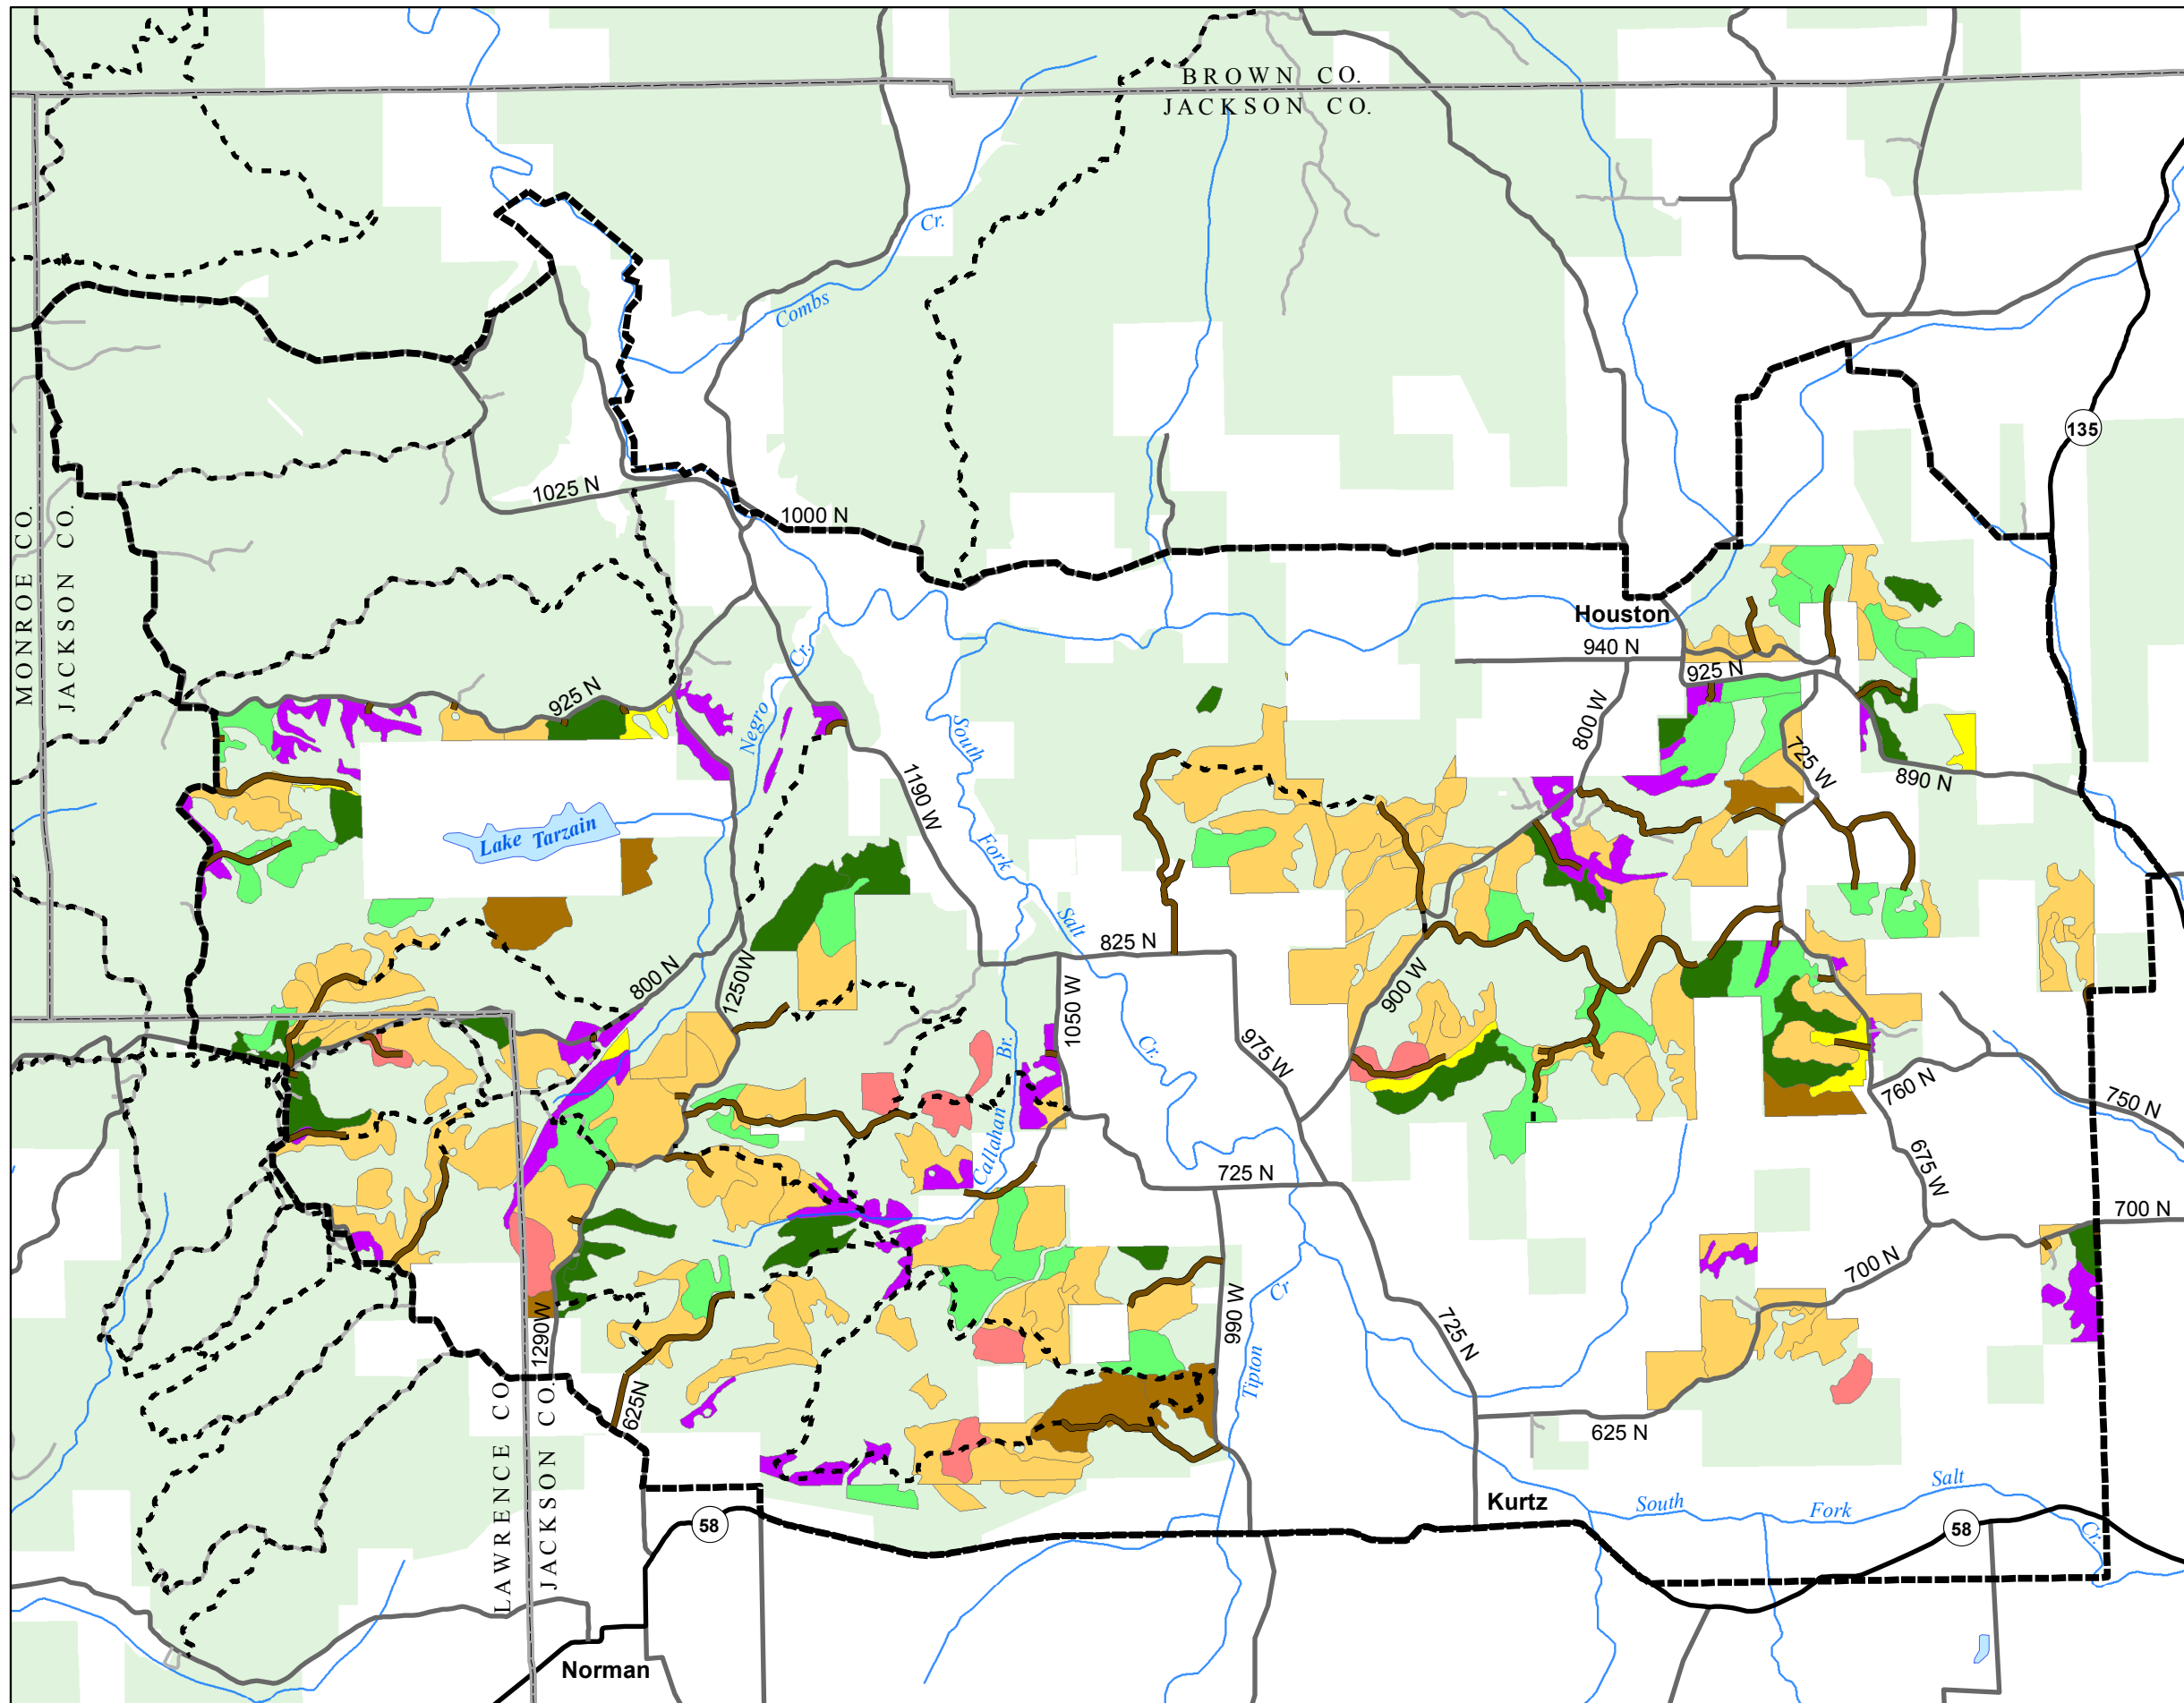 BROWN CO.
JACKSON CO.
Cr.
Combs
135
1025 N
1000 N
MONROE CO.
JACKSON CO.
Houston
940 N
925 N
Cr.
925 N
800 W
Negro
South
725 W
890 N
1190 W
Lake Tarzain
Fork
Salt
825 N
800 N
1250W
900 W
1050 W
Br.
Cr.
975 W
760 N
750 N
Callahan
725 N
675 W
700 N
700 N
Cr
990 W
1290W
725 N
Tipton
625N
625 N
LAWRENCE CO.
JACKSON CO.
Salt
Kurtz
South
Fork
58
58
Cr.
Norman